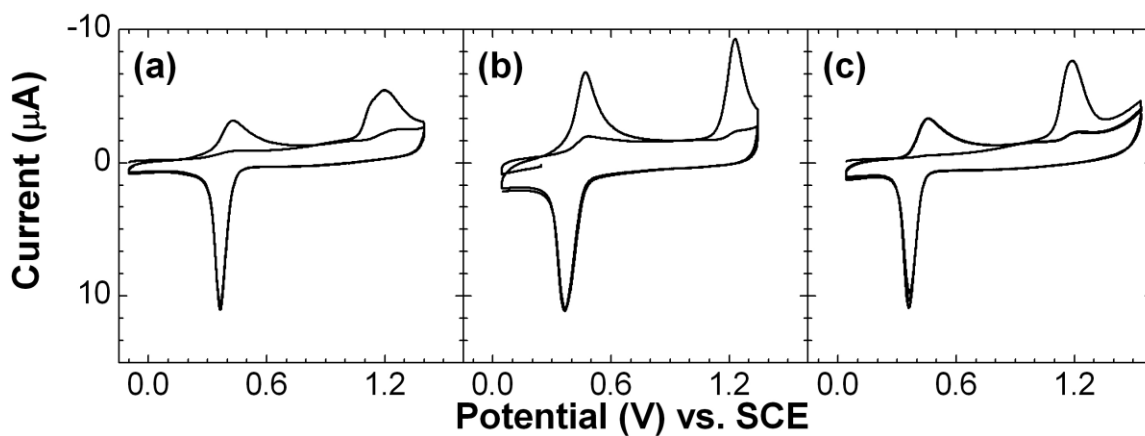 -10
(a)
(b)
(c)
0
10
Current (μA)
0.0 0.6 1.2 0.0 0.6 1.2 0.0 0.6 1.2
Potential (V) vs. SCE